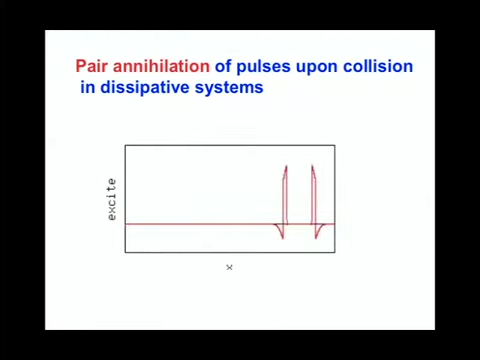 Pair annihilation of pulses upon collision
in dissipative systems
excite
x